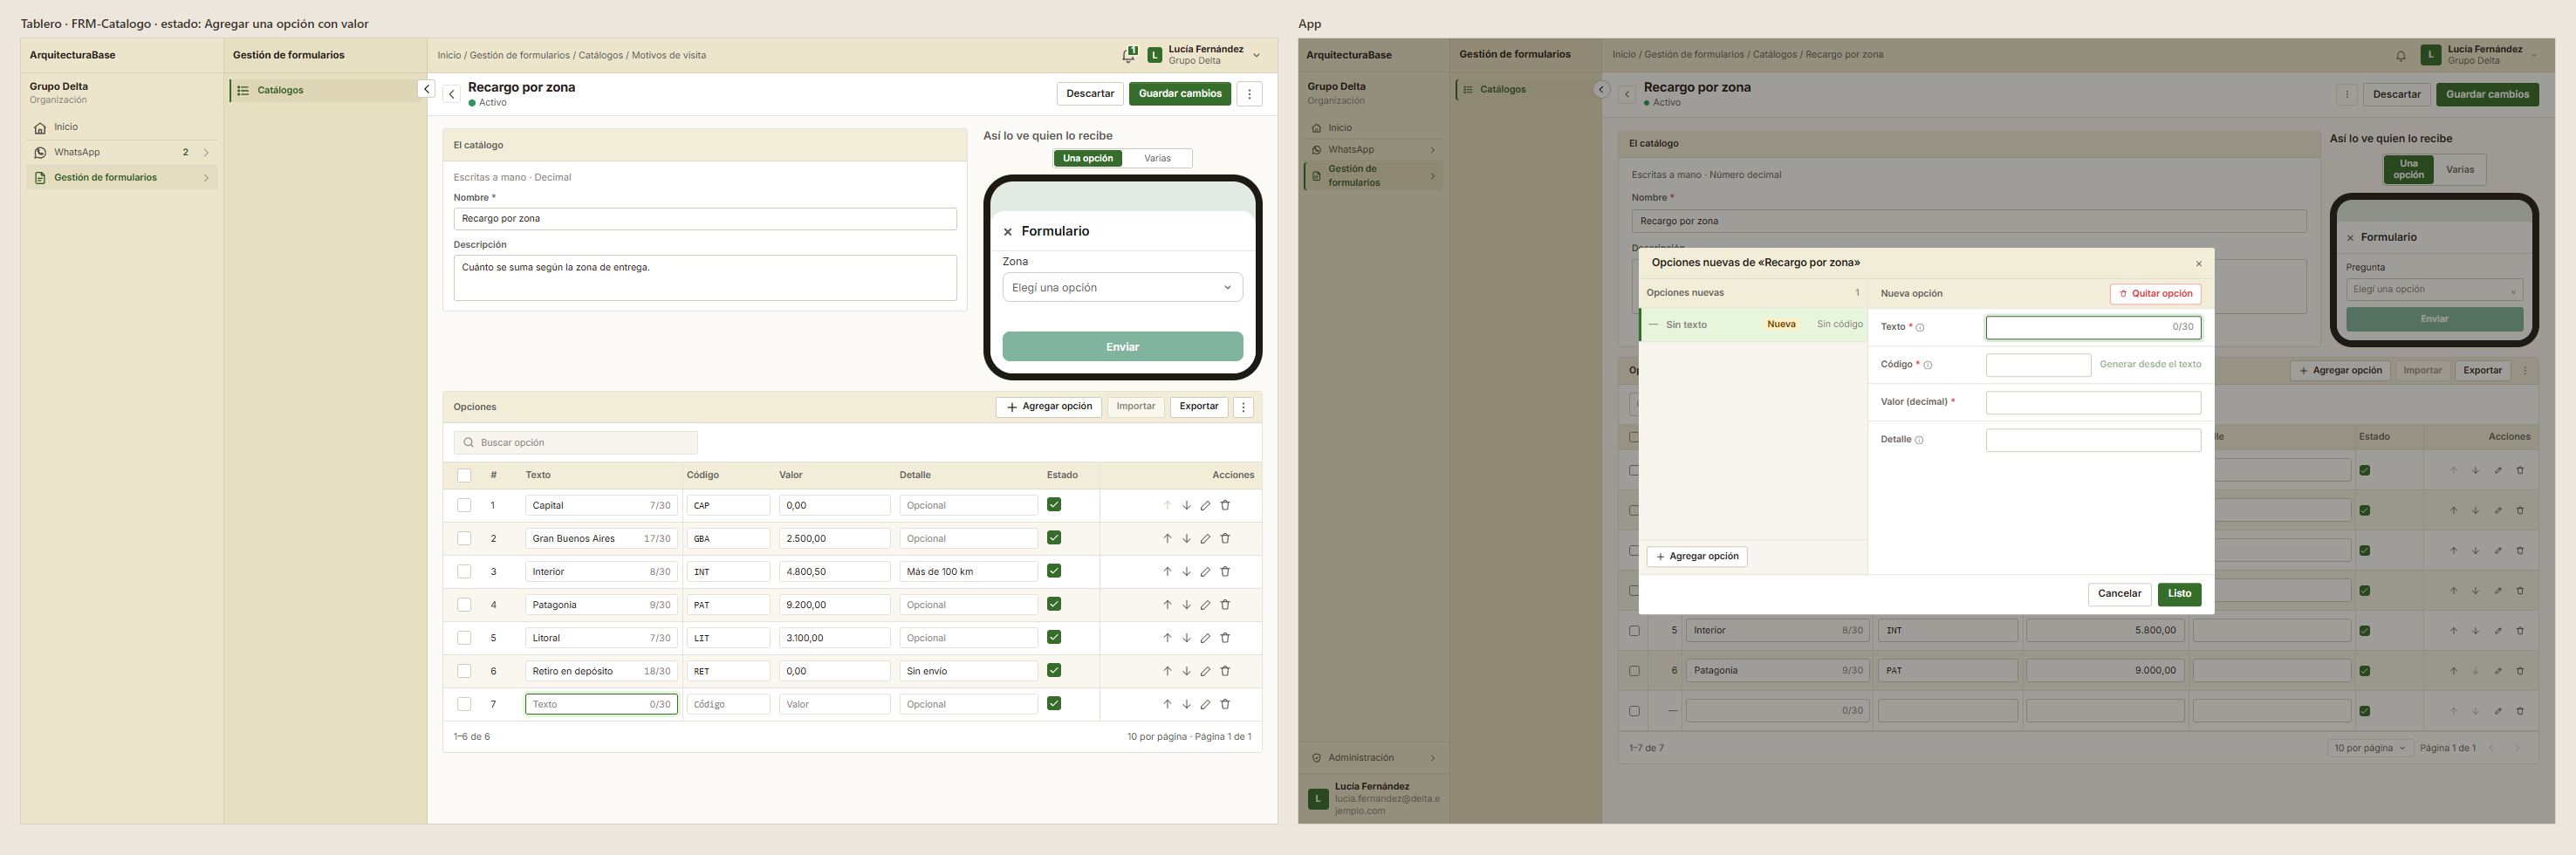 Tablero · FRM-Catalogo · estado: Agregar una opción con valor
ArquitecturaBase
Gestión de formularios
Inicio / Gestión de formularios / Catálogos / Motivos de visita
1
L
Lucía Fernández
Grupo Delta
Grupo Delta
Organización
Catálogos
Inicio
WhatsApp 2
Gestión de formularios
Recargo por zona
Activo
Descartar
Guardar cambios
El catálogo
Escritas a mano · Decimal
Nombre *
Recargo por zona
Descripción
Cuánto se suma según la zona de entrega.
Así lo ve quien lo recibe
Una opción
Varias
Formulario
Zona
Elegí una opción
Enviar
Opciones
Agregar opción
Importar
Exportar
Buscar opción
# Texto Código Valor Detalle Estado Acciones
1 Capital 7/30 CAP 0,00 Opcional
2 Gran Buenos Aires 17/30 GBA 2.500,00 Opcional
3 Interior 8/30 INT 4.800,50 Más de 100 km
4 Patagonia 9/30 PAT 9.200,00 Opcional
5 Litoral 7/30 LIT 3.100,00 Opcional
6 Retiro en depósito 18/30 RET 0,00 Sin envío
7 Texto 0/30 Código Valor Opcional
1–6 de 6
10 por página · Página 1 de 1
App
ArquitecturaBase
Gestión de formularios
Inicio / Gestión de formularios / Catálogos / Recargo por zona
L
Lucía Fernández
Grupo Delta
Grupo Delta
Organización
Catálogos
Inicio
WhatsApp
Gestión de
formularios
Recargo por zona
Activo
Descartar
Guardar cambios
El catálogo
Escritas a mano · Número decimal
Nombre *
Recargo por zona
Así lo ve quien lo recibe
Una
opción
Varias
Formulario
Pregunta
Elegí una opción
Enviar
Opciones nuevas de «Recargo por zona»
Opciones nuevas 1
— Sin texto Nueva Sin código
Agregar opción
Nueva opción
Quitar opción
Texto *
0/30
Código *
Generar desde el texto
Valor (decimal) *
Detalle
Cancelar
Listo
Agregar opción
Importar
Exportar
Estado Acciones
5 Interior 8/30 INT 5.800,00
6 Patagonia 9/30 PAT 9.000,00
— 0/30
1–7 de 7
10 por página
Página 1 de 1
Administración
L
Lucía Fernández
lucia.fernandez@delta.e
jemplo.com